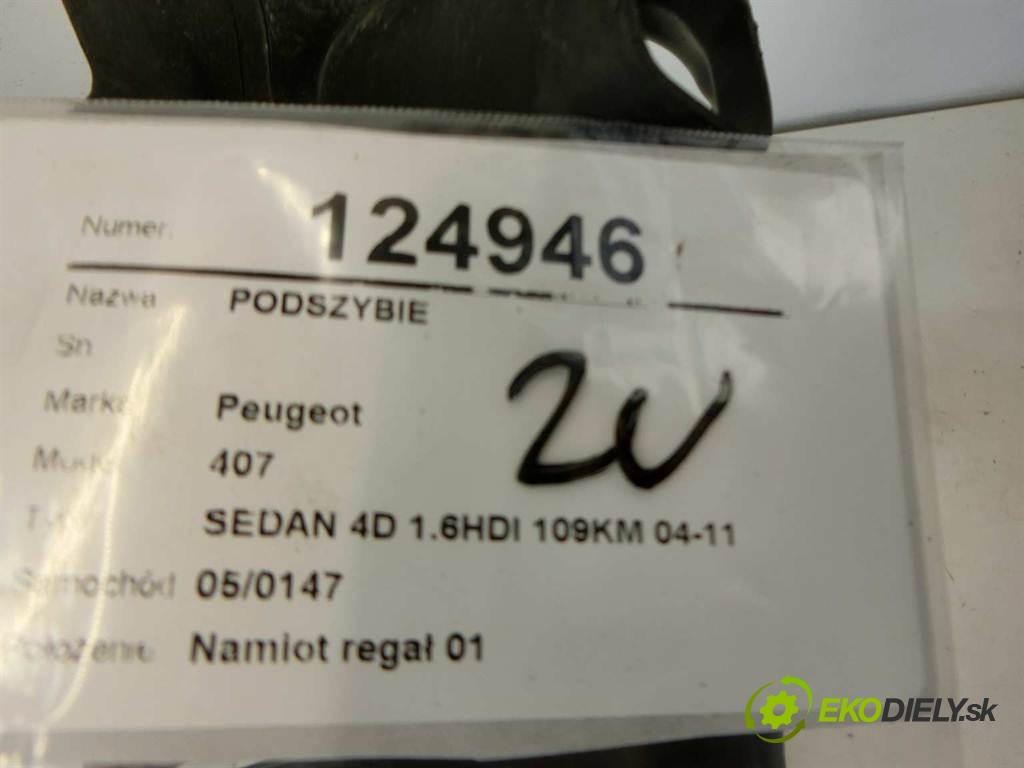 Numer. 124946
Nazwa PODSZYBIE
Sn
Marka Peugeot
407
SEDAN 4D 1.6HDI 109KM 04-11
Samochód 05/0147
Położenie Namiot regał 01
EKODIELY.sk